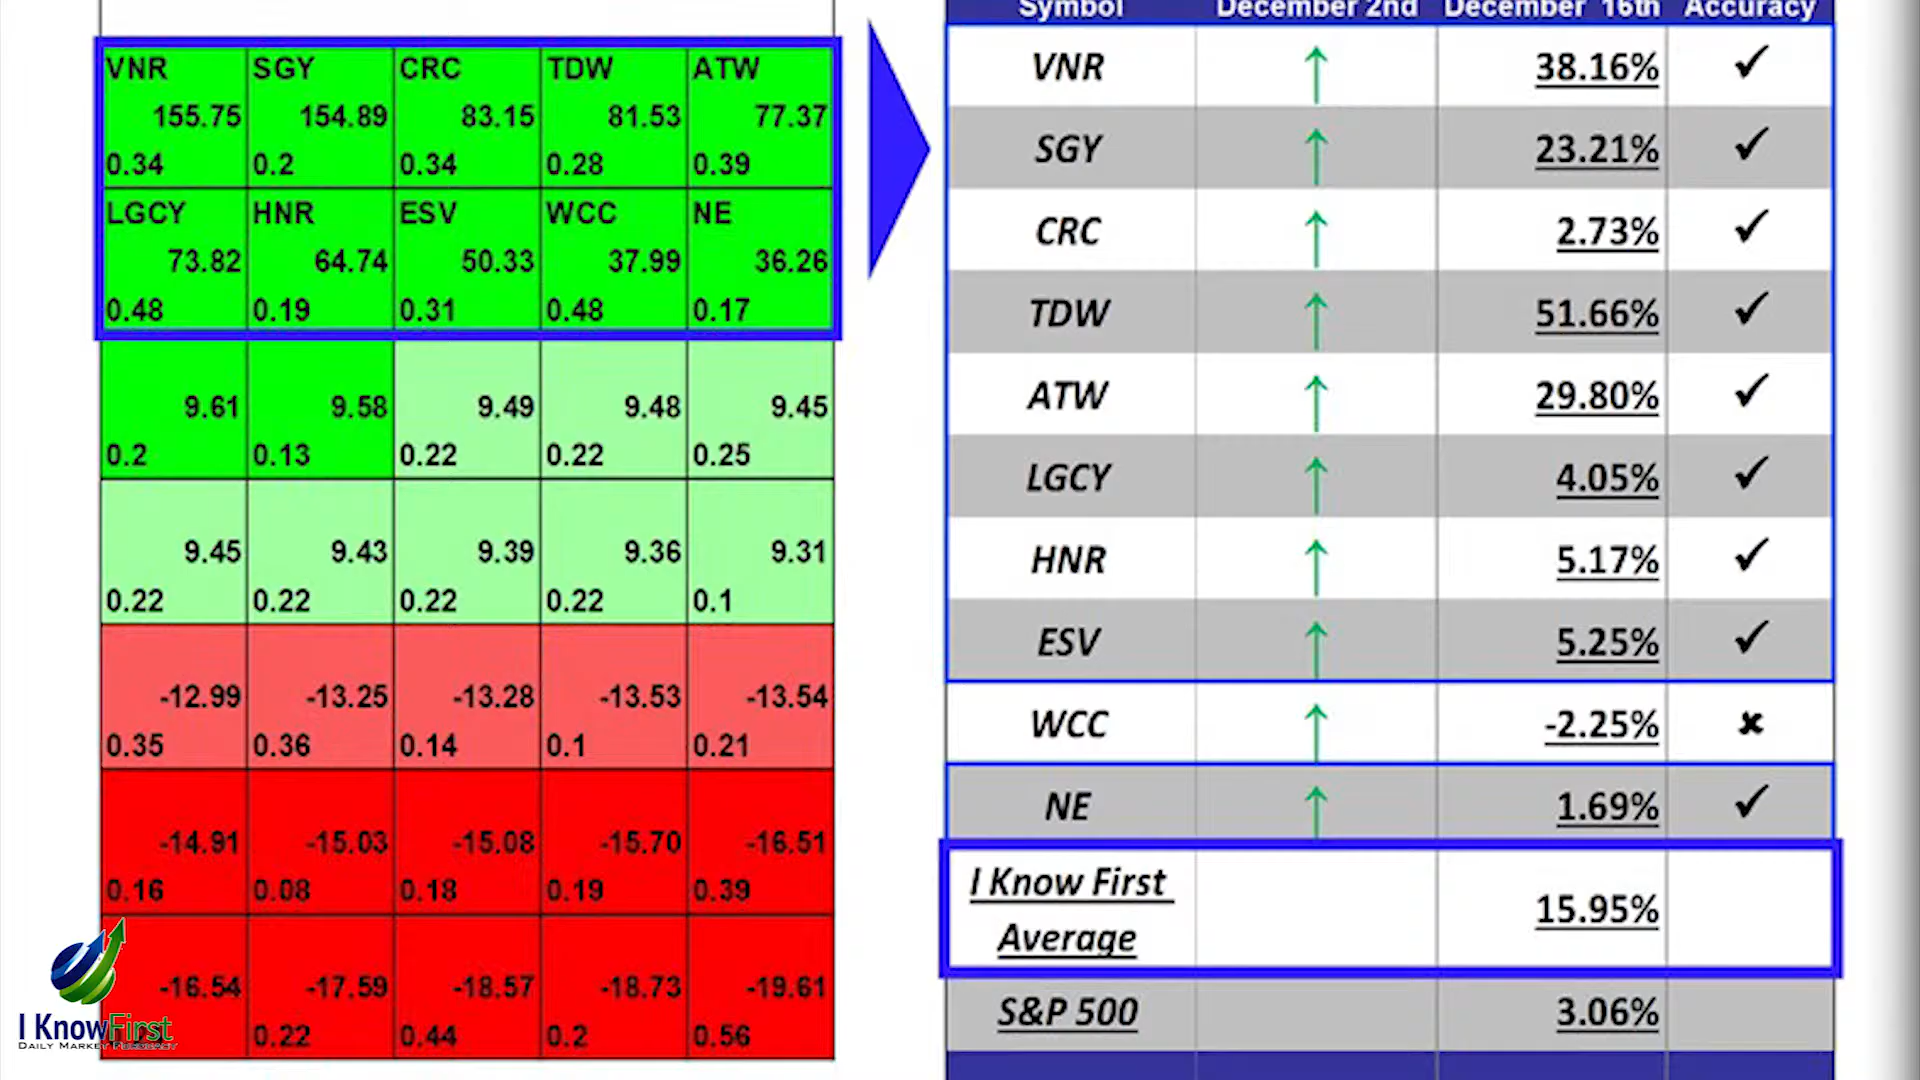 VNR SGY CRC TDW ATW
155.75 154.89 83.15 81.53 77.37
0.34 0.2 0.34 0.28 0.39
LGCY HNR ESV WCC NE
73.82 64.74 50.33 37.99 36.26
0.48 0.19 0.31 0.48 0.17
9.61 9.58 9.49 9.48 9.45
0.2 0.13 0.22 0.22 0.25
9.45 9.43 9.39 9.36 9.31
0.22 0.22 0.22 0.22 0.1
-12.99 -13.25 -13.28 -13.53 -13.54
0.35 0.36 0.14 0.1 0.21
-14.91 -15.03 -15.08 -15.70 -16.51
0.16 0.08 0.18 0.19 0.39
-16.54 -17.59 -18.57 -18.73 -19.61
0.22 0.44 0.2 0.56
I KnowFirst
Daily Market Forecast
Symbol December 2nd December 16th Accuracy
VNR ↑ 38.16% ✓
SGY ↑ 23.21% ✓
CRC ↑ 2.73% ✓
TDW ↑ 51.66% ✓
ATW ↑ 29.80% ✓
LGCY ↑ 4.05% ✓
HNR ↑ 5.17% ✓
ESV ↑ 5.25% ✓
WCC ↑ -2.25% ✘
NE ↑ 1.69% ✓
I Know First
Average 15.95%
S&P 500 3.06%